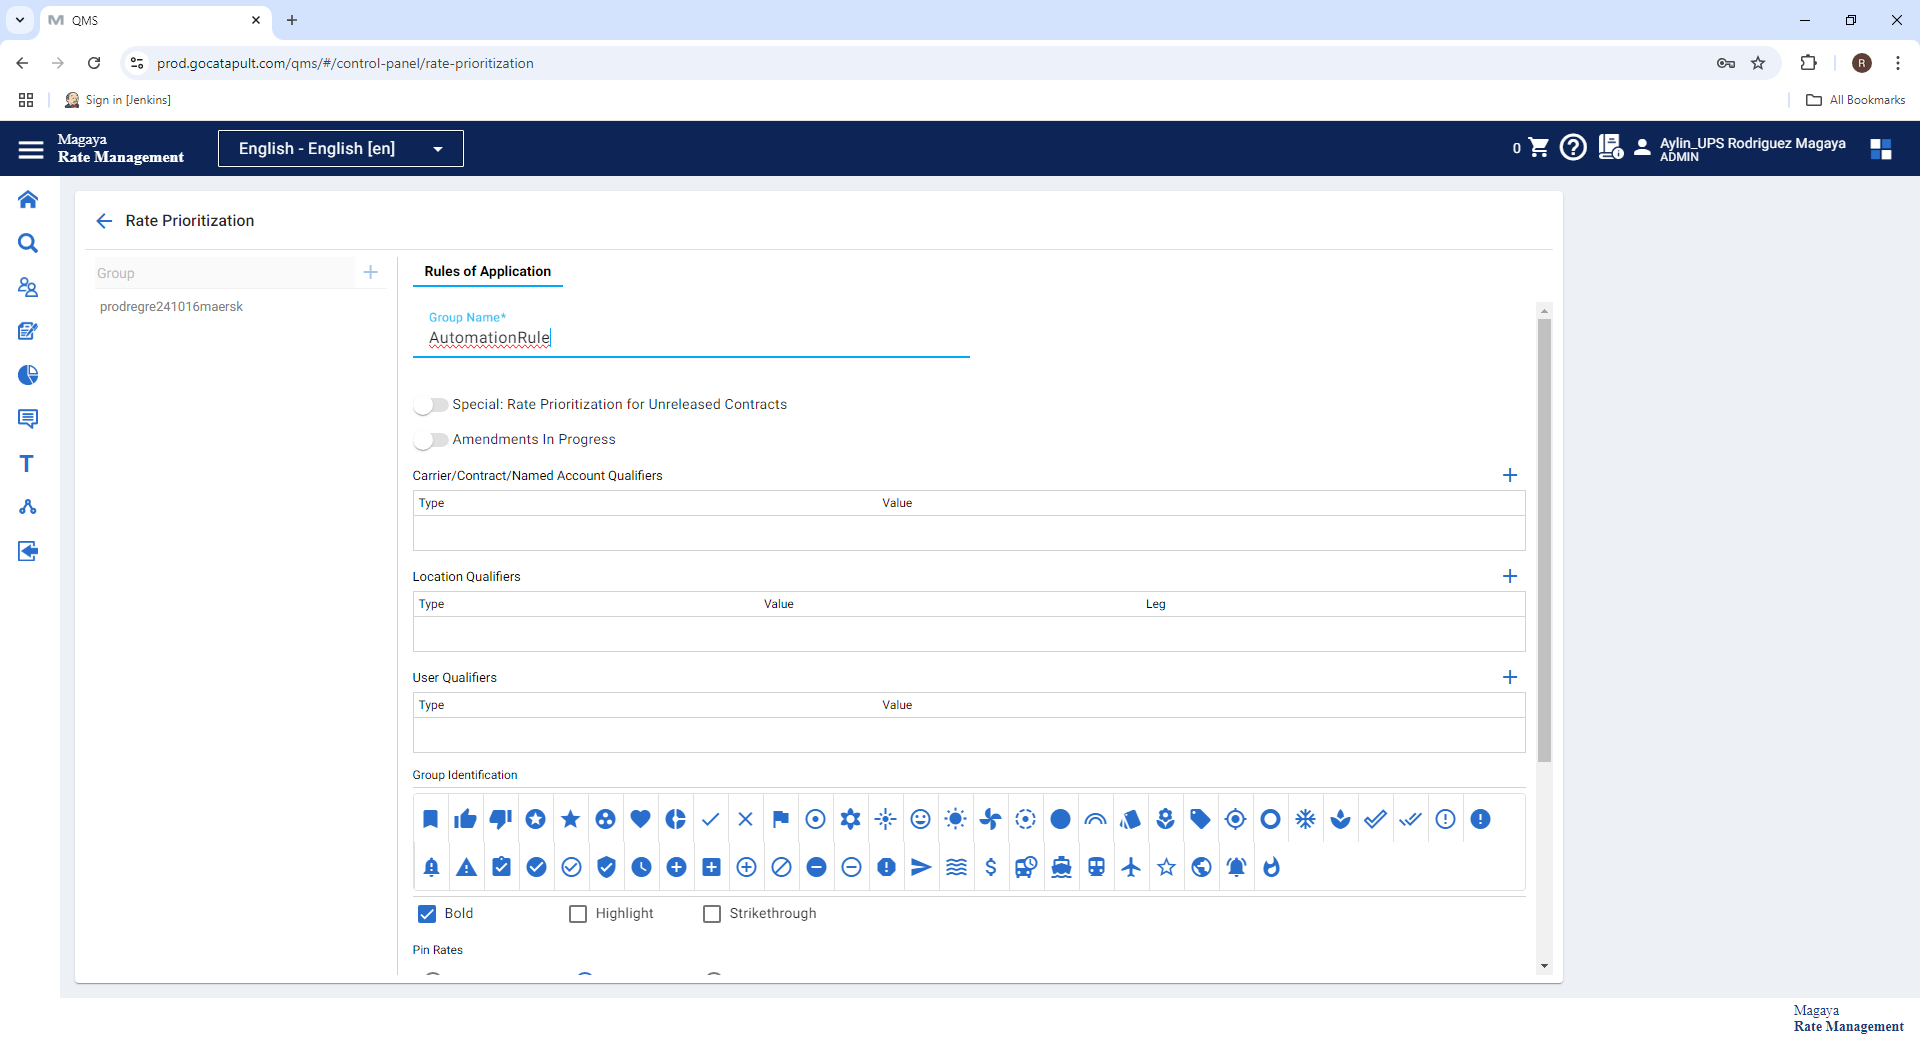 QMS
prod.gocatapult.com/qms/#/control-panel/rate-prioritization
R
Sign in [Jenkins]
All Bookmarks
Magaya
Rate Management
English - English [en]
0
Aylin_UPS Rodriguez Magaya
ADMIN
Rate Prioritization
Group
prodregre241016maersk
Rules of Application
Group Name*
AutomationRule
Special: Rate Prioritization for Unreleased Contracts
Amendments In Progress
Carrier/Contract/Named Account Qualifiers
Type Value
Location Qualifiers
Type Value Leg
User Qualifiers
Type Value
Group Identification
Bold Highlight Strikethrough
Pin Rates
Magaya
Rate Management